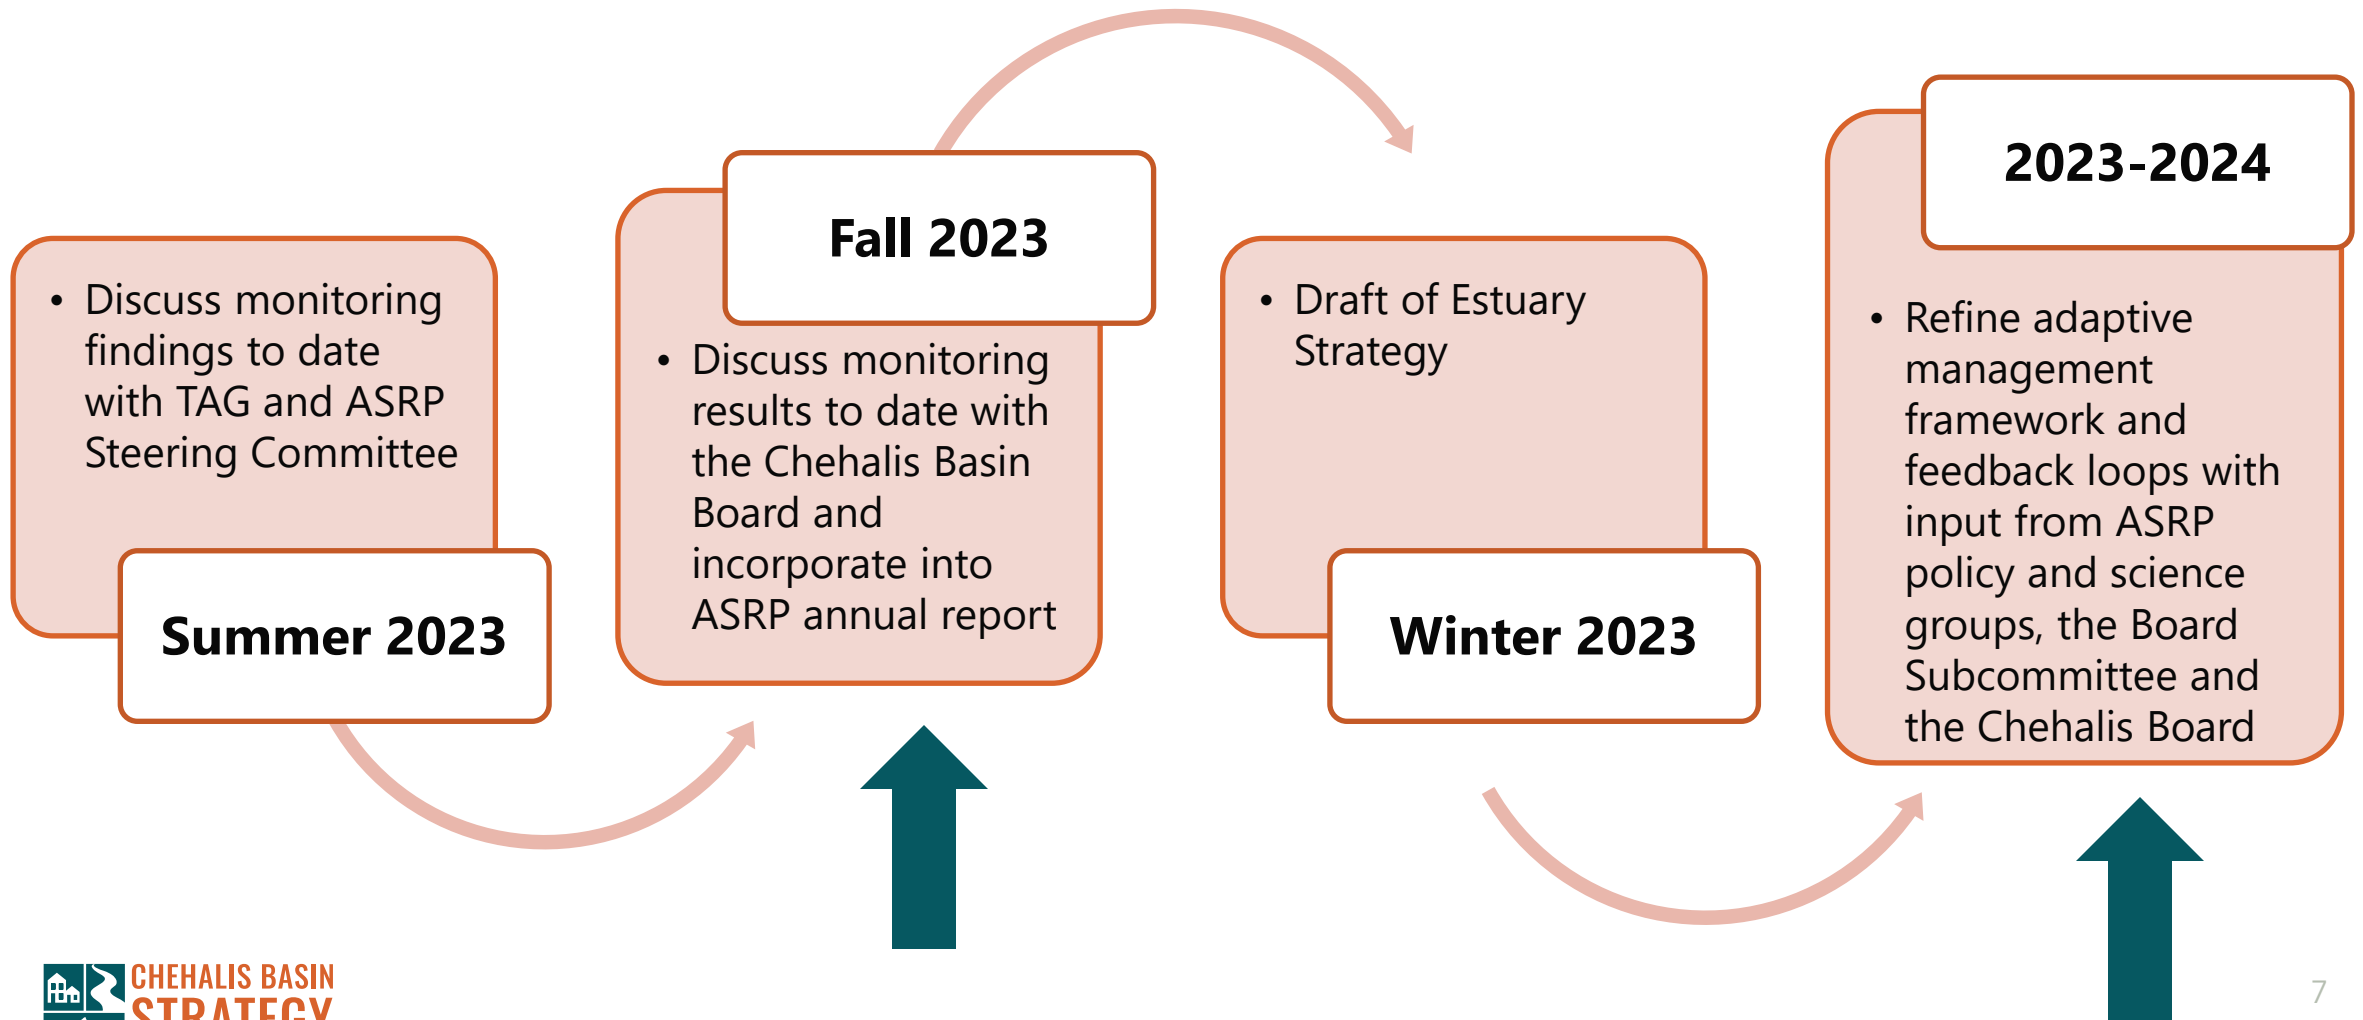 • Discuss monitoring
findings to date
with TAG and ASRP
Steering Committee
Summer 2023
Fall 2023
• Discuss monitoring
results to date with
the Chehalis Basin
Board and
incorporate into
ASRP annual report
• Draft of Estuary
Strategy
Winter 2023
2023-2024
• Refine adaptive
management
framework and
feedback loops with
input from ASRP
policy and science
groups, the Board
Subcommittee and
the Chehalis Board
CHEHALIS BASIN
STRATEGY
7